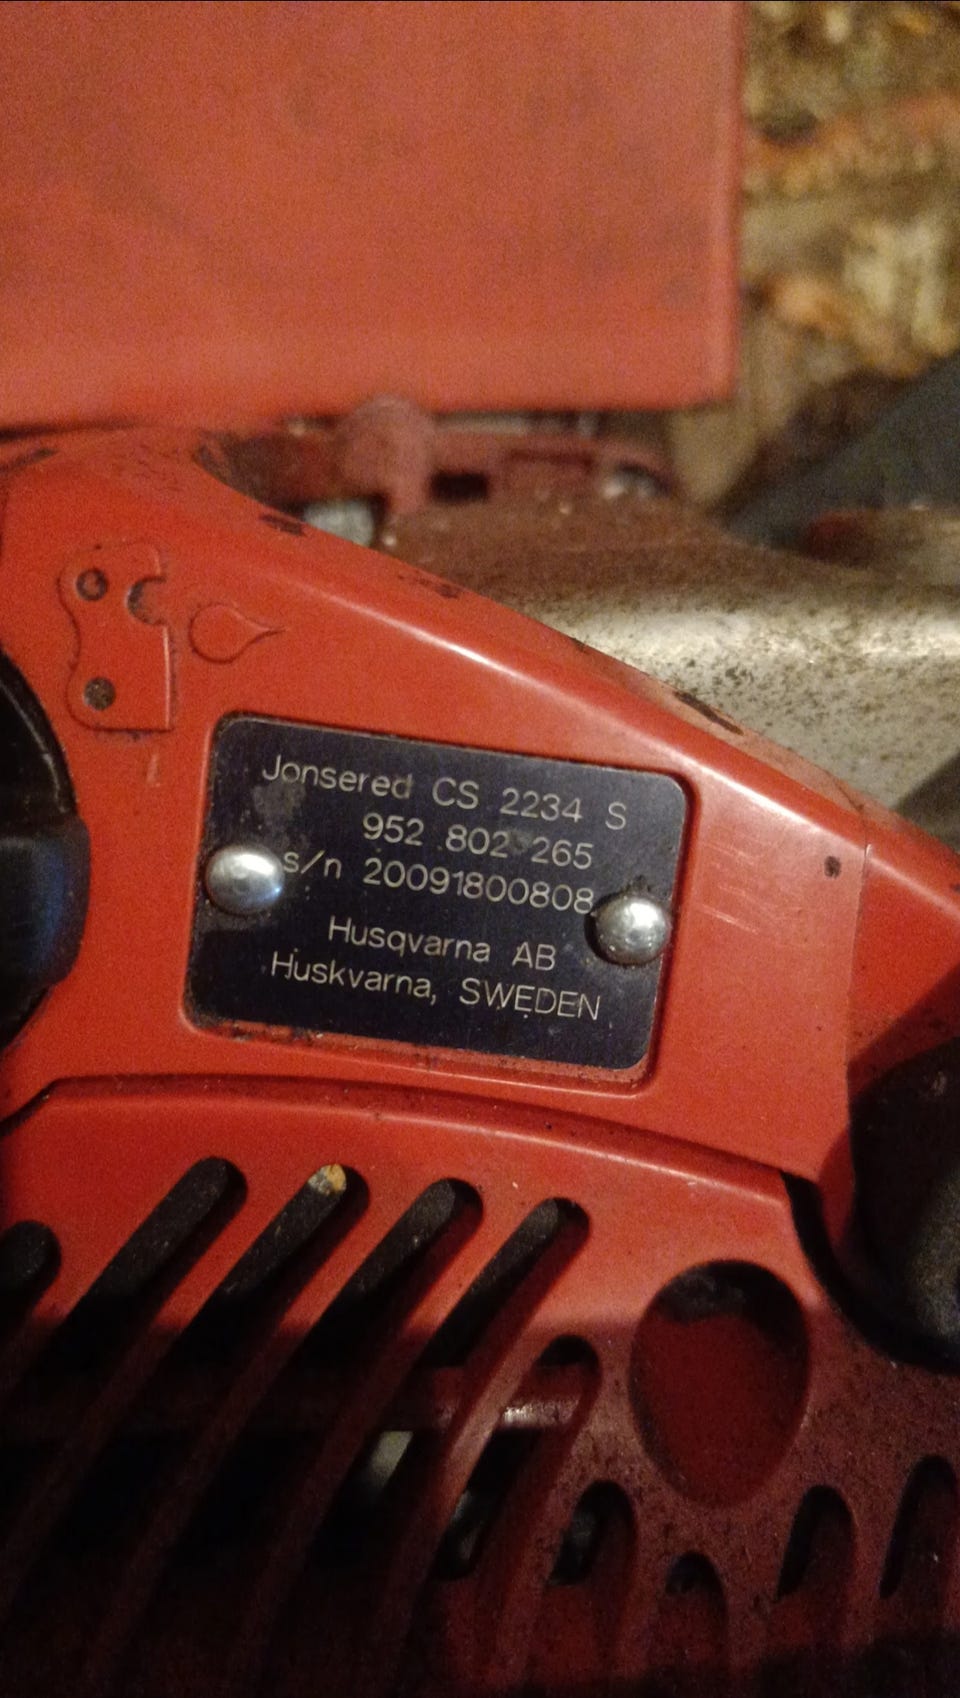 Jonsered CS 2234 S
952 802 265
s/n 20091800808
Husqvarna AB
Huskvarna, SWEDEN